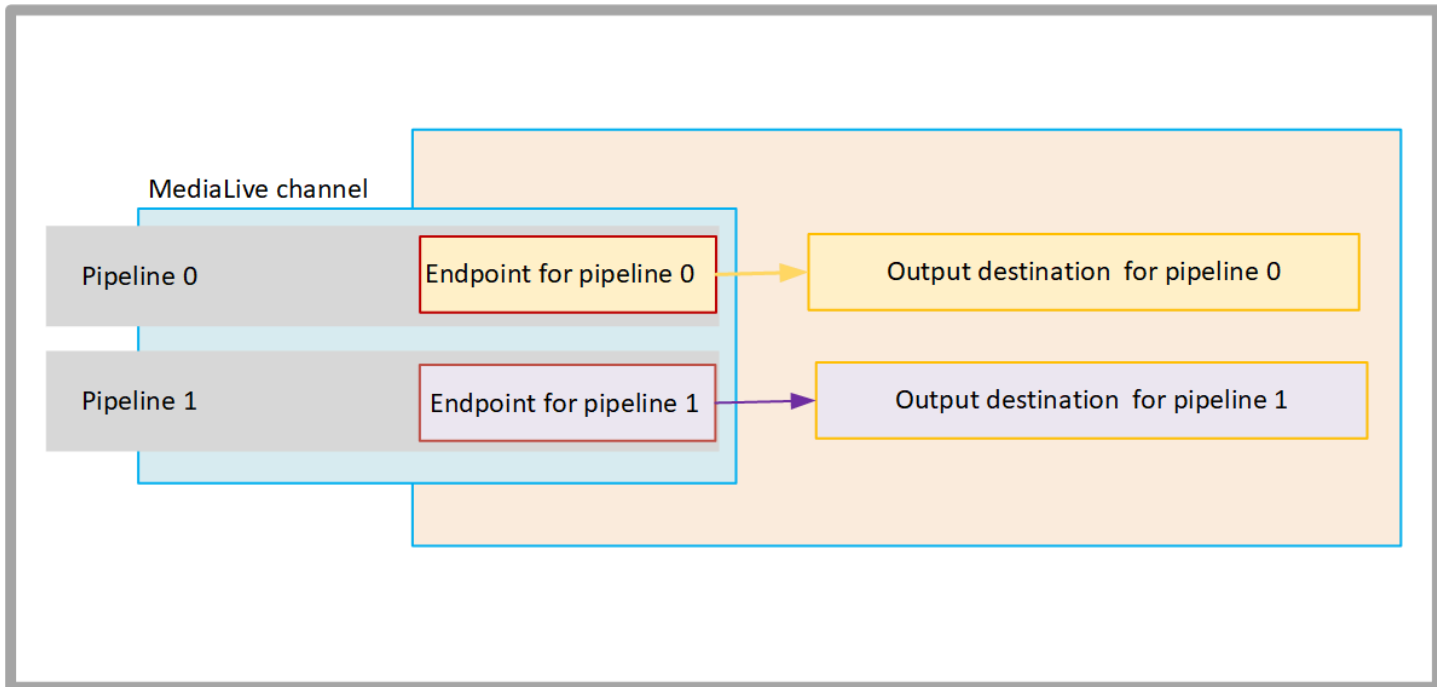 MediaLive channel
Pipeline 0
Endpoint for pipeline 0
Output destination  for pipeline 0
Pipeline 1
Endpoint for pipeline 1
Output destination  for pipeline 1